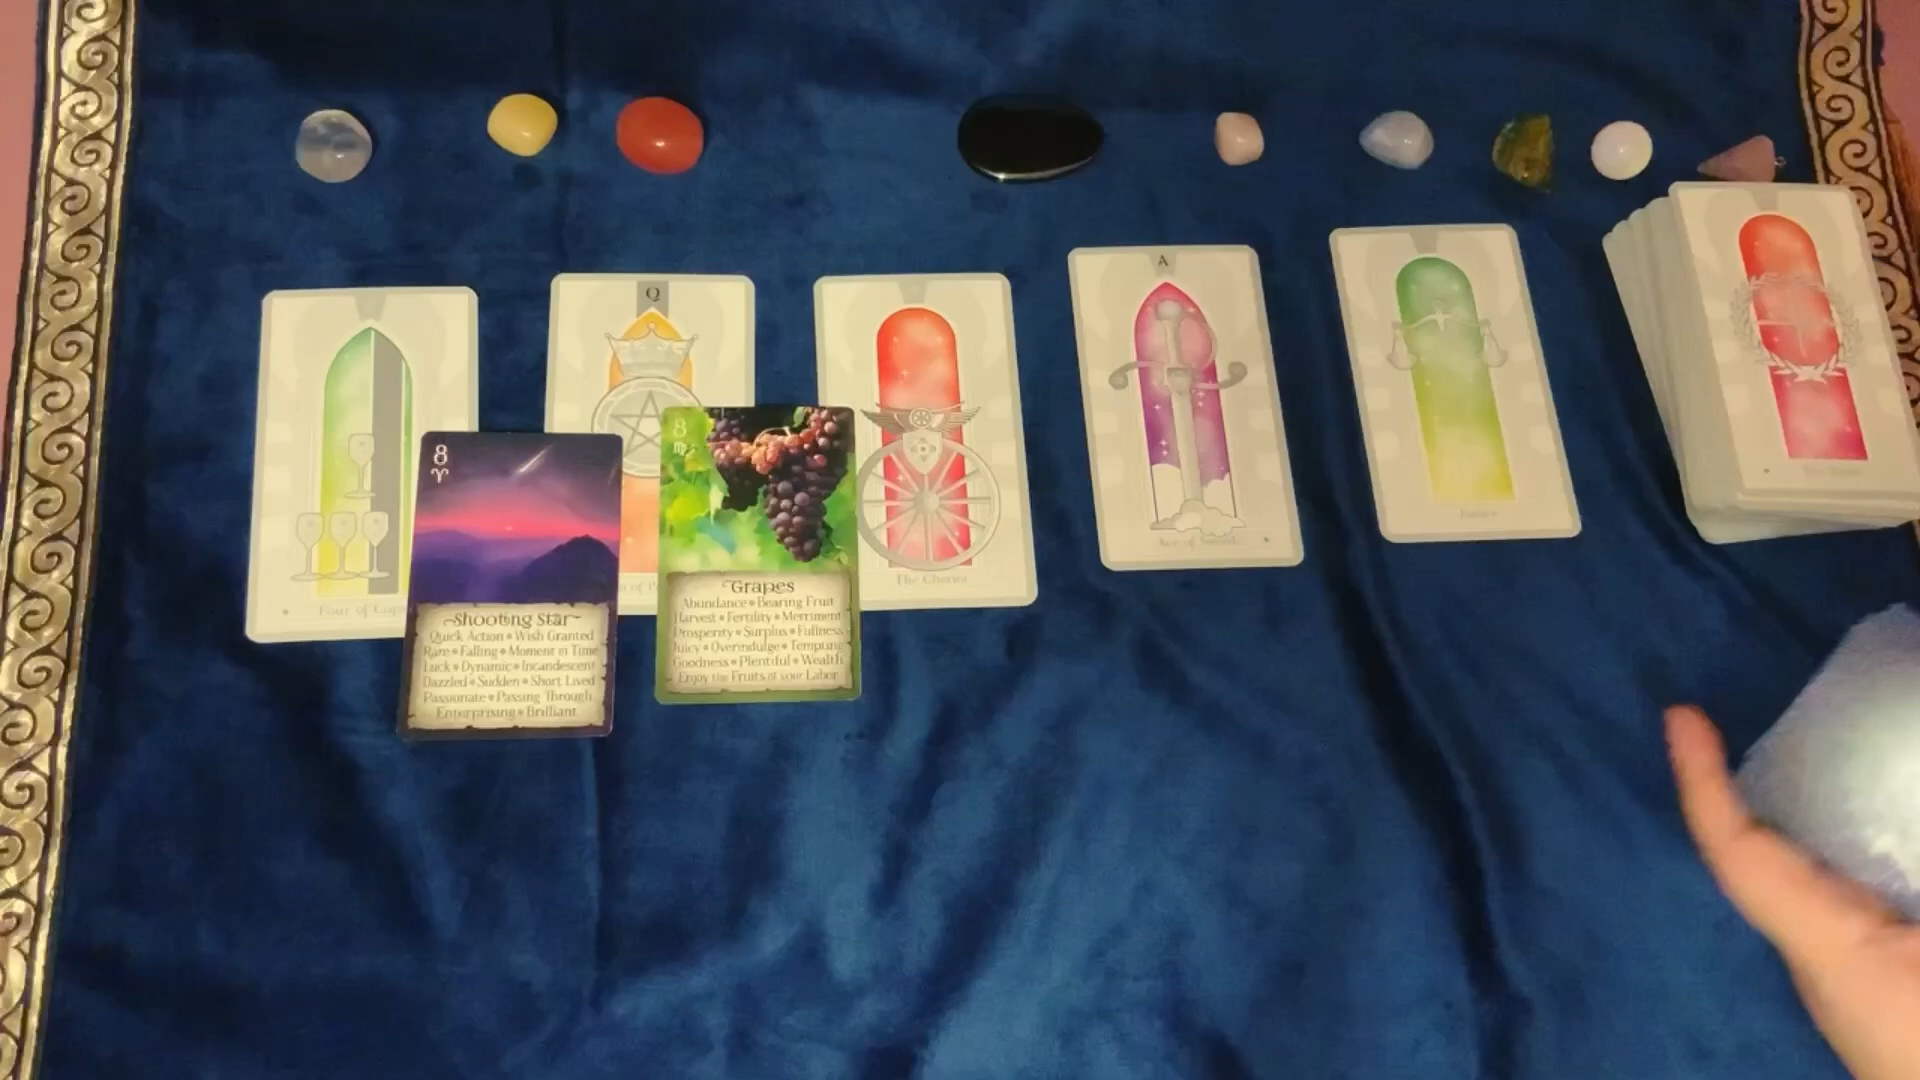 Q
A
8
8
Four of Cups
The Chariot
Ace of Swords
Justice
Shooting Star
Quick Action • Wish Granted
Rare • Falling • Moment in Time
Luck • Dynamic • Incandescent
Dazzled • Sudden • Short Lived
Passionate • Passing Through
Enterprising • Brilliant
Grapes
Abundance • Bearing Fruit
Harvest • Fertility • Merriment
Prosperity • Surplus • Fullness
Juicy • Overindulge • Tempting
Goodness • Plentiful • Wealth
Enjoy the Fruits of your Labor